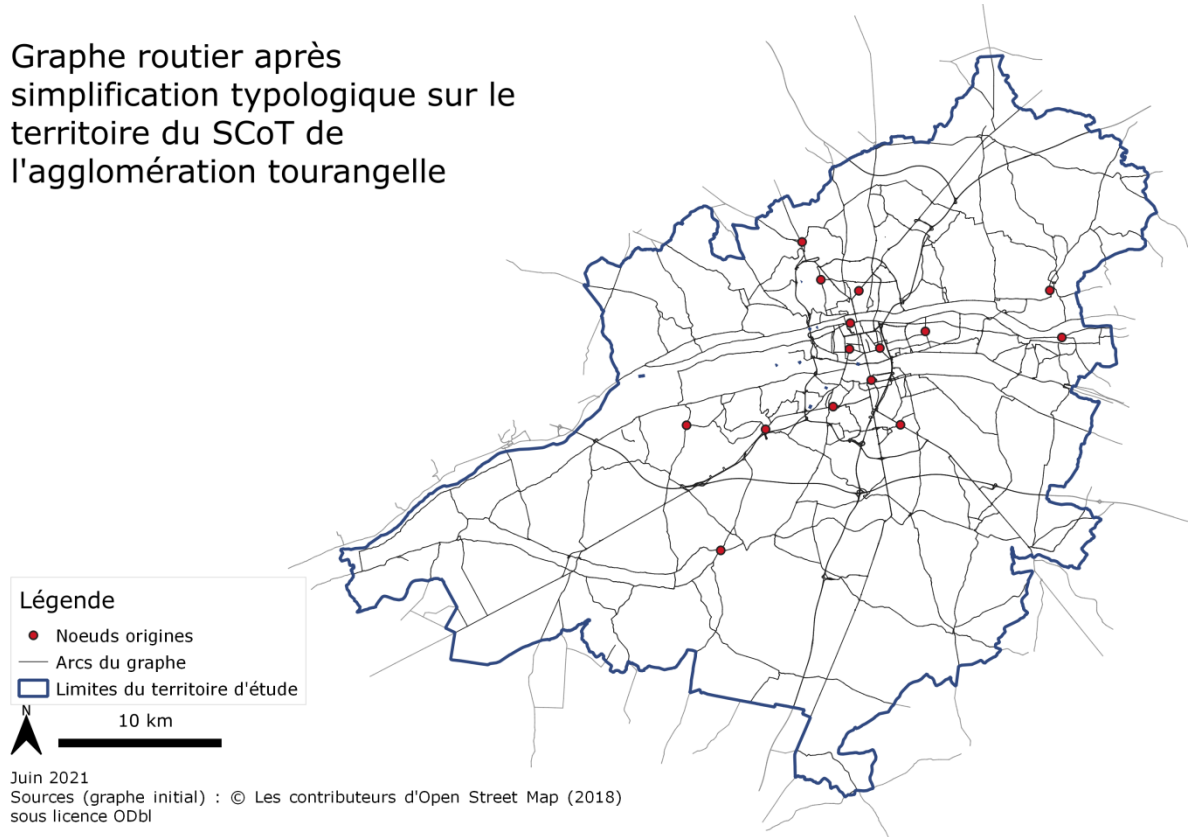 Graphe routier après
simplification typologique sur le
territoire du SCoT de
l'agglomération tourangelle
Légende
Noeuds origines
Arcs du graphe
Limites du territoire d'étude
N
10 km
Juin 2021
Sources (graphe initial) : © Les contributeurs d'Open Street Map (2018)
sous licence ODbl